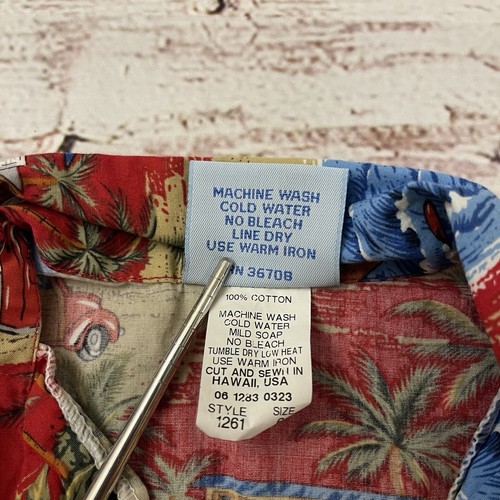 MACHINE WASH
COLD WATER
NO BLEACH
LINE DRY
USE WARM IRON
3670B
100% COTTON
MACHINE WASH
COLD WATER
MILD SOAP
NO BLEACH
TUMBLE DRY LOW HEAT
USE WARM IRON
CUT AND SEWN IN
HAWAII, USA
06 1283 0323
STYLE SIZE
1261